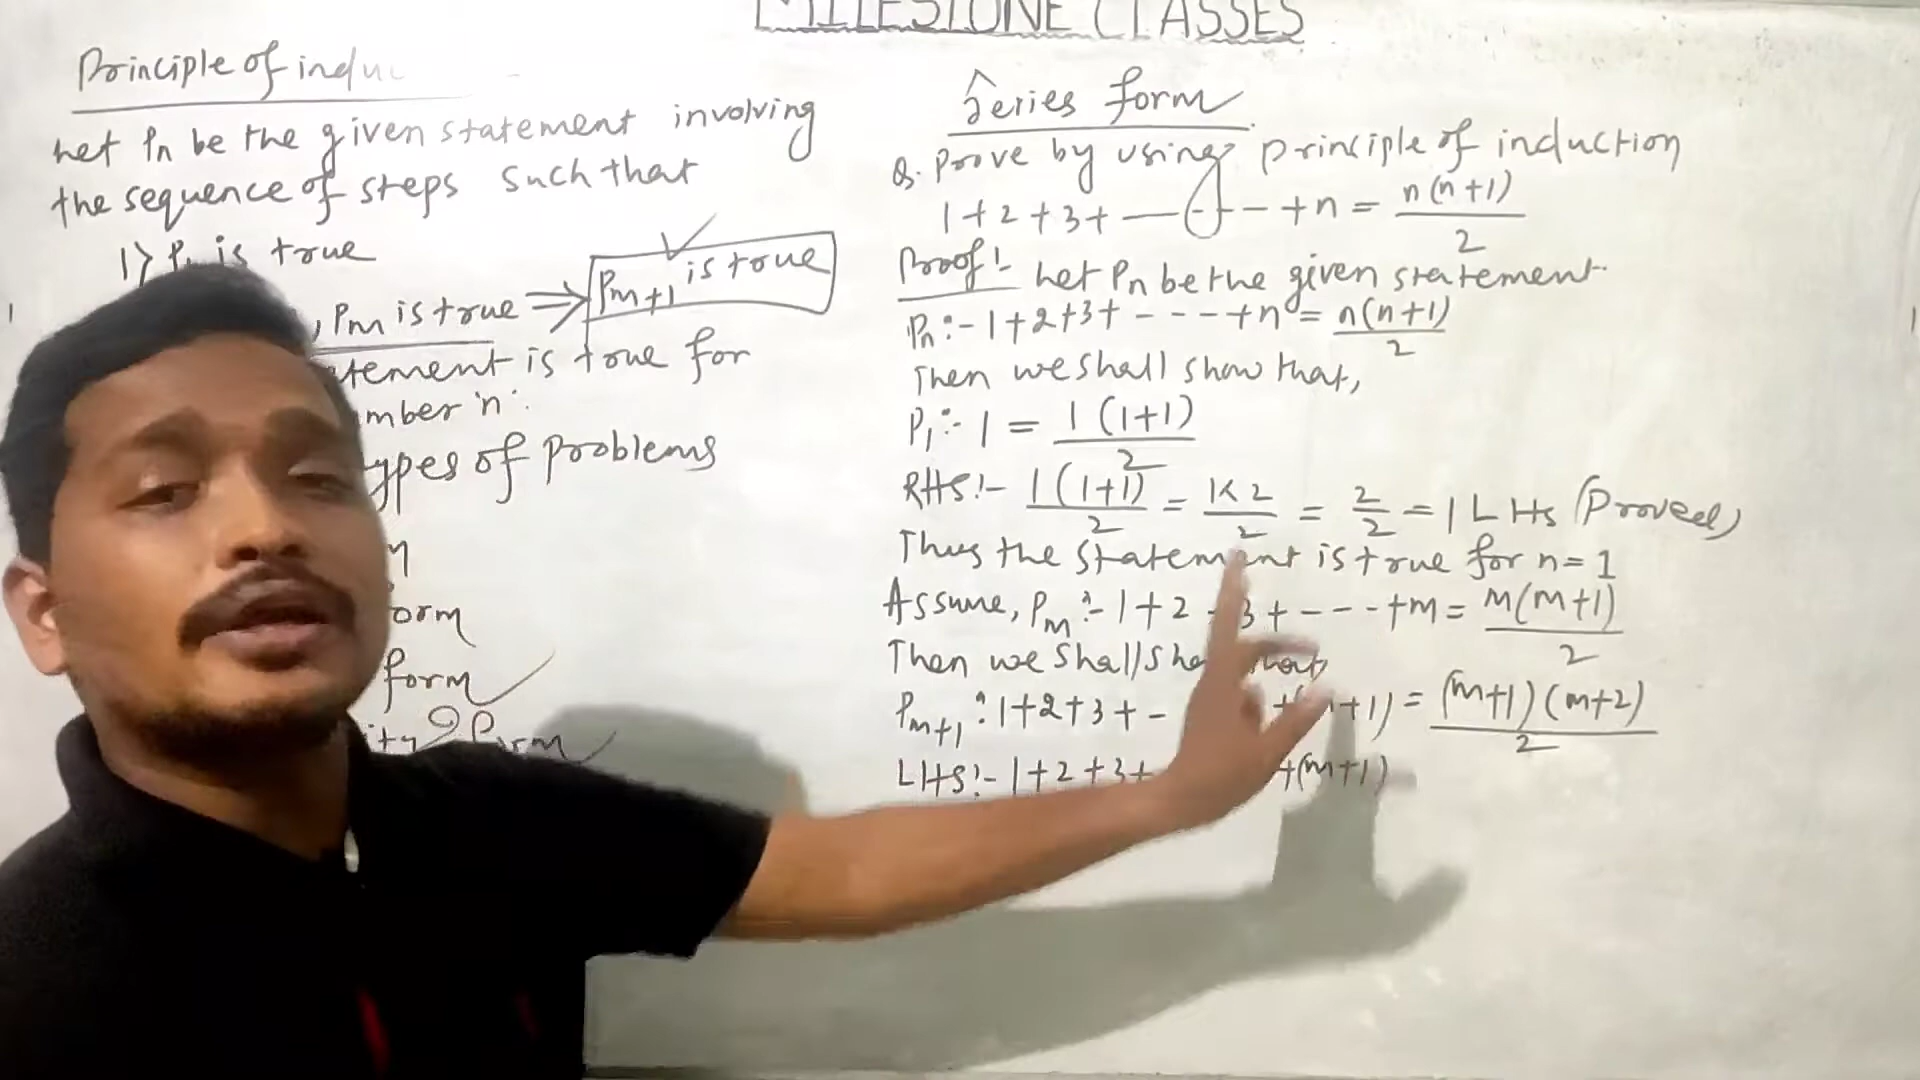 MILESTONE CLASSES
Principle of indu
Let Pn be the given statement involving
the sequence of steps such that
1) P is true
, Pm is true ⇒ Pm+1 is true
tement is true for
mber 'n'.
ypes of Problems
orm
form
ity form
Series form
Q. Prove by using principle of induction
1+2+3+ ------ +n = n(n+1)/2
Proof:- Let Pn be the given statement.
Pn:- 1+2+3+ ---- +n = n(n+1)/2
Then we shall show that,
P1:- 1 = 1(1+1)/2
RHS:- 1(1+1)/2 = 1×2/2 = 2/2 = 1 LHS (Proved)
Thus the statement is true for n=1
Assume, Pm:- 1+2+3+ ---- +m = m(m+1)/2
Then we shall sho that
Pm+1: 1+2+3+ - +(m+1) = (m+1)(m+2)/2
LHS:- 1+2+3+ +(m+1)